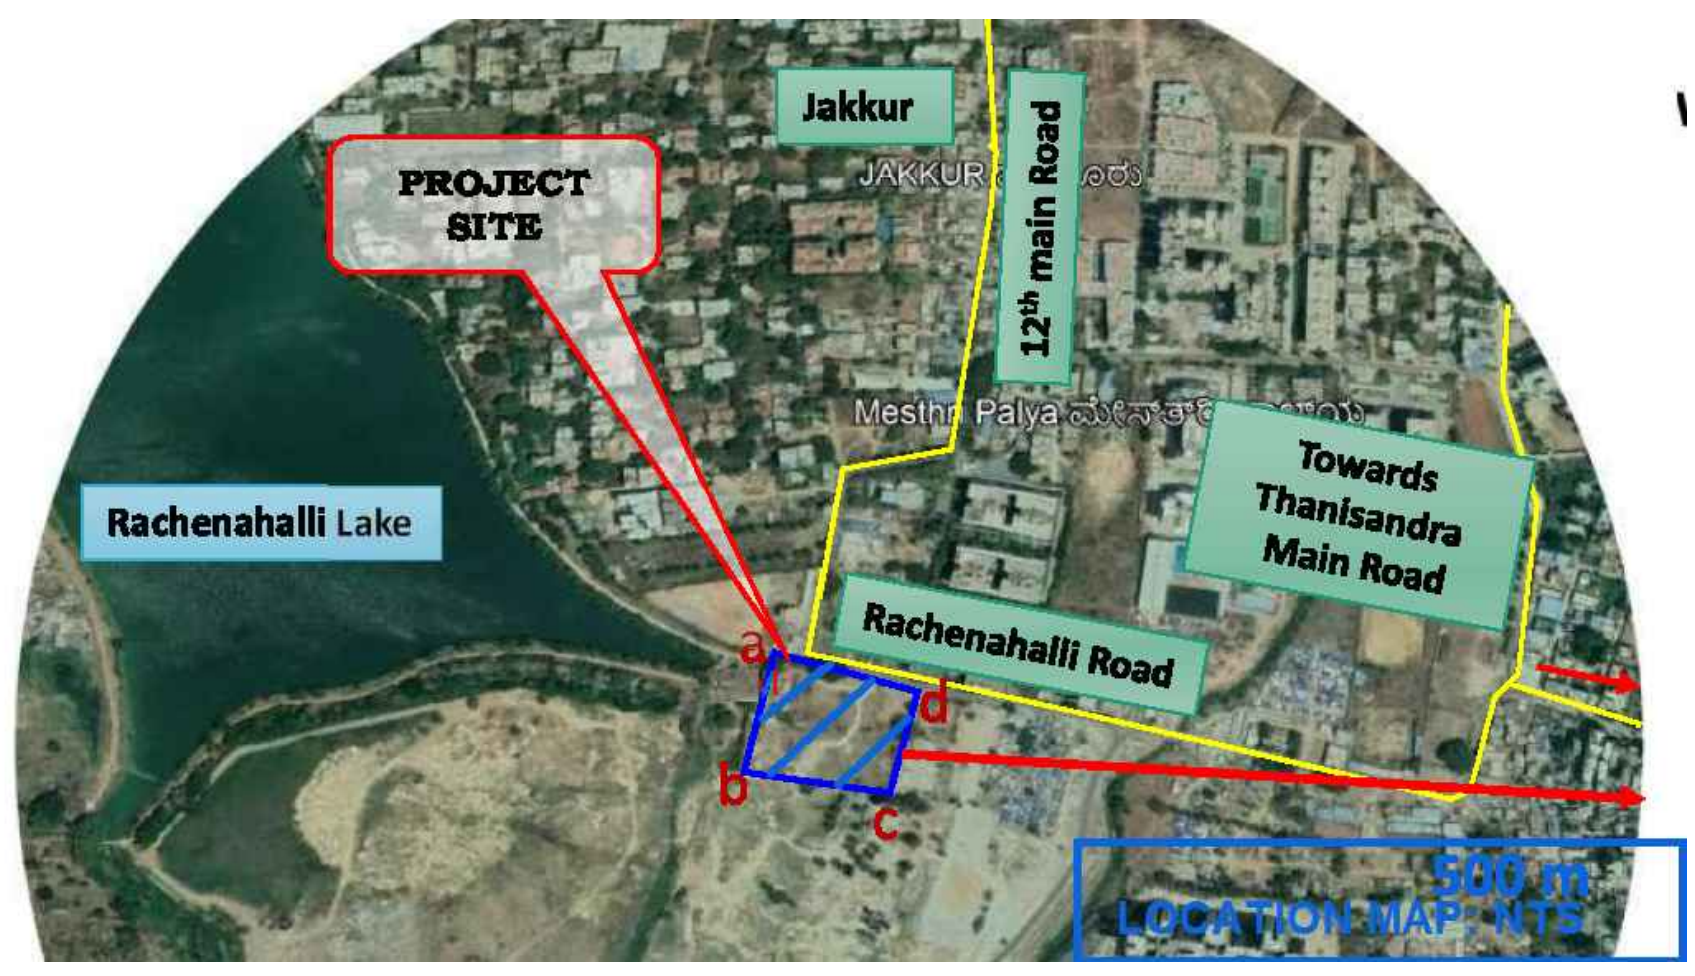 Jakkur
JAKKUR
PROJECT
SITE
12th main Road
Mesthri Palya
Towards
Thanisandra
Main Road
Rachenahalli Lake
Rachenahalli Road
a
d
b
c
500 m
LOCATION MAP: NTS